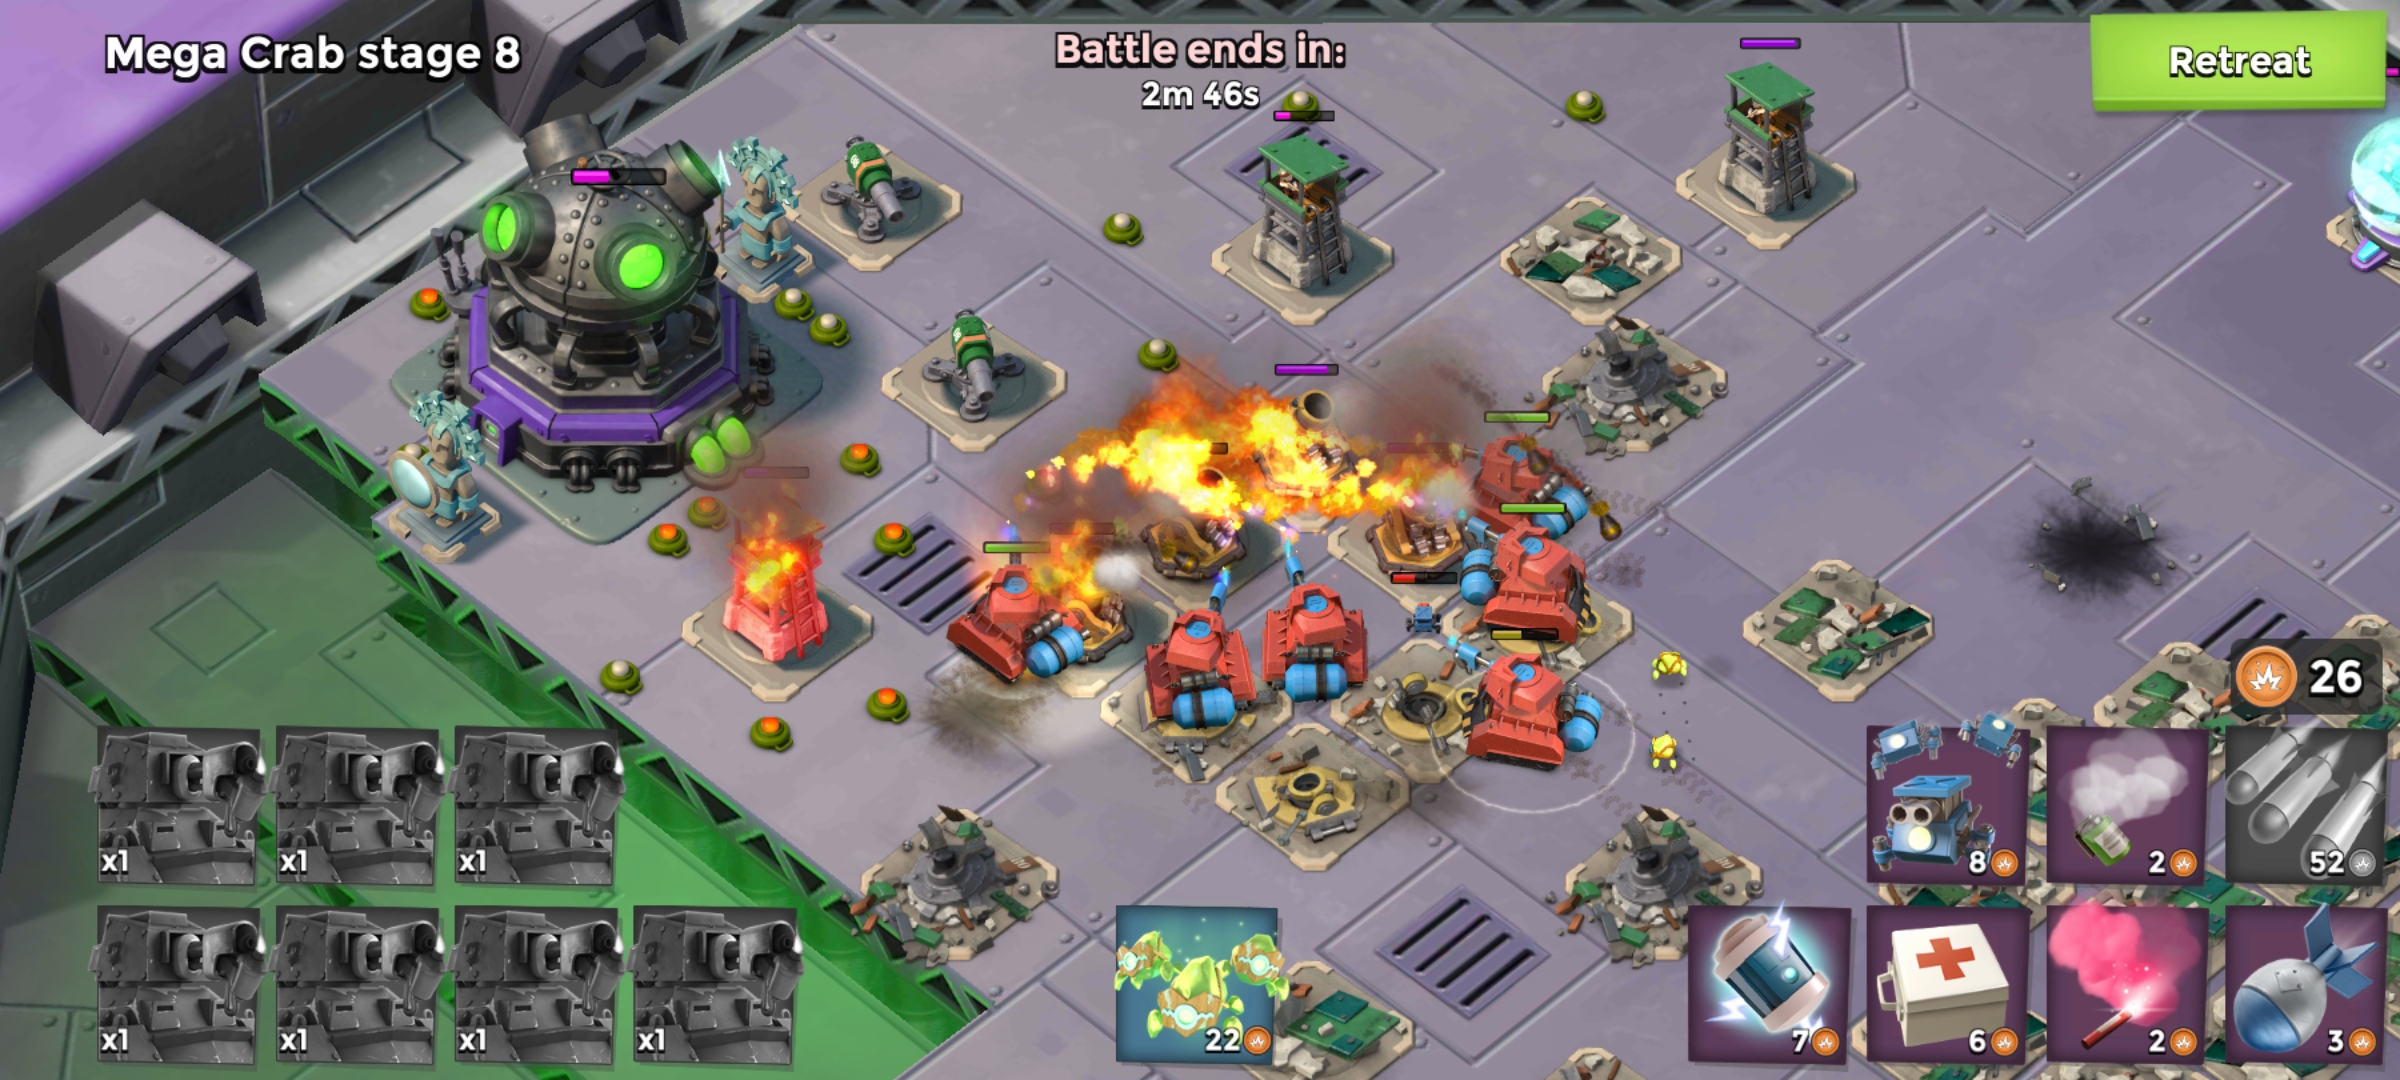 Mega Crab stage 8
Battle ends in:
2m 46s
Retreat
26
x1
x1
x1
8
2
52
x1
x1
x1
x1
22
7
6
2
3